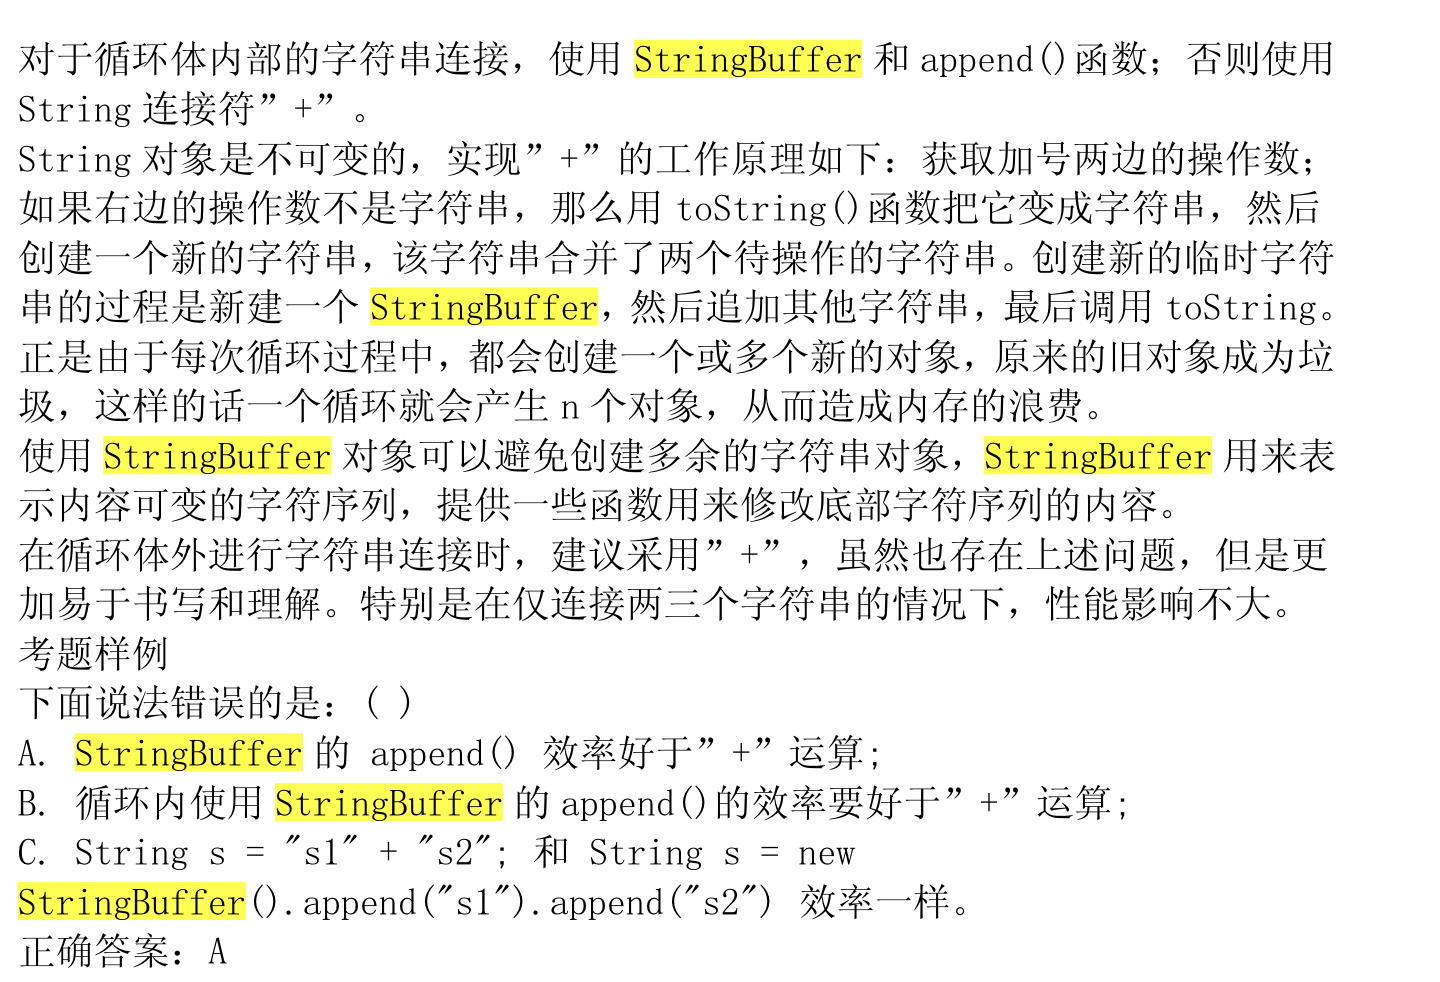 对于循环体内部的字符串连接，使用 StringBuffer 和 append()函数；否则使用
String 连接符”+”。
String 对象是不可变的，实现”+”的工作原理如下：获取加号两边的操作数；
如果右边的操作数不是字符串，那么用 toString()函数把它变成字符串，然后
创建一个新的字符串，该字符串合并了两个待操作的字符串。创建新的临时字符
串的过程是新建一个 StringBuffer，然后追加其他字符串，最后调用 toString。
正是由于每次循环过程中，都会创建一个或多个新的对象，原来的旧对象成为垃
圾，这样的话一个循环就会产生 n 个对象，从而造成内存的浪费。
使用 StringBuffer 对象可以避免创建多余的字符串对象，StringBuffer 用来表
示内容可变的字符序列，提供一些函数用来修改底部字符序列的内容。
在循环体外进行字符串连接时，建议采用”+”，虽然也存在上述问题，但是更
加易于书写和理解。特别是在仅连接两三个字符串的情况下，性能影响不大。
考题样例
下面说法错误的是：( )
A. StringBuffer 的 append() 效率好于”+”运算;
B. 循环内使用 StringBuffer 的 append()的效率要好于”+”运算;
C. String s = "s1" + "s2"; 和 String s = new
StringBuffer().append("s1").append("s2") 效率一样。
正确答案：A